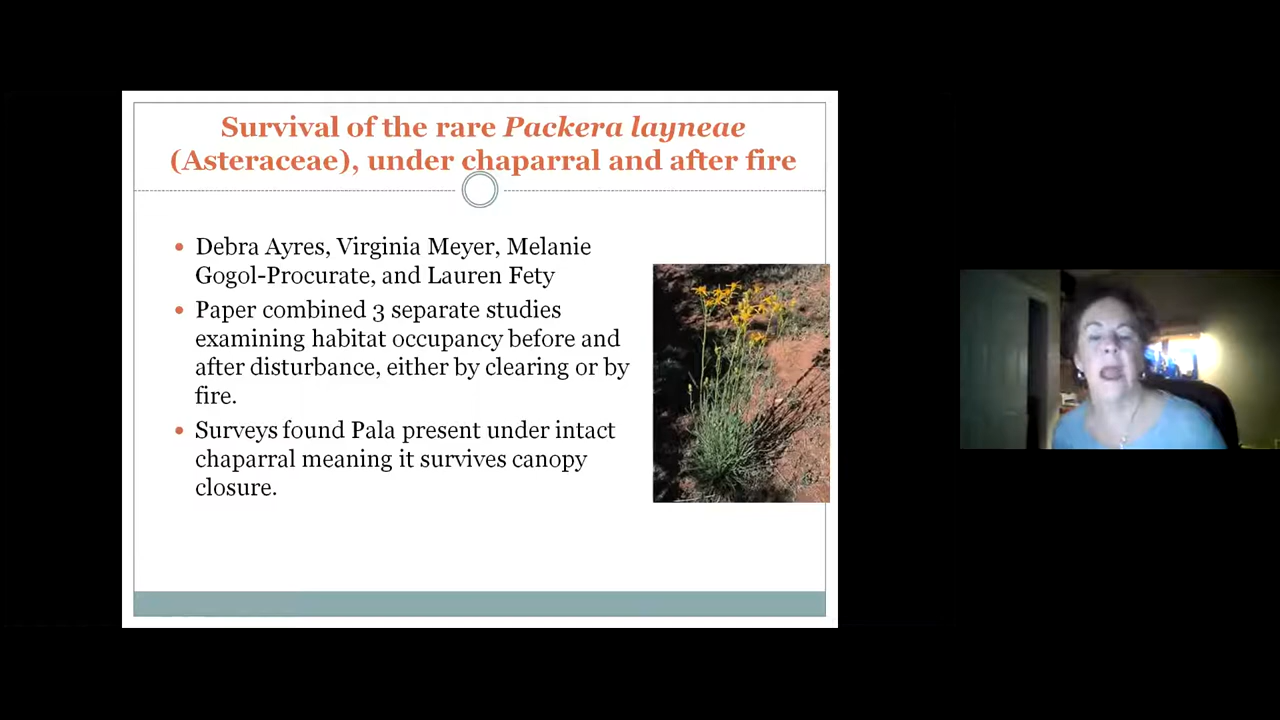 Survival of the rare Packera layneae
(Asteraceae), under chaparral and after fire
• Debra Ayres, Virginia Meyer, Melanie
Gogol-Procurate, and Lauren Fety
• Paper combined 3 separate studies
examining habitat occupancy before and
after disturbance, either by clearing or by
fire.
• Surveys found Pala present under intact
chaparral meaning it survives canopy
closure.